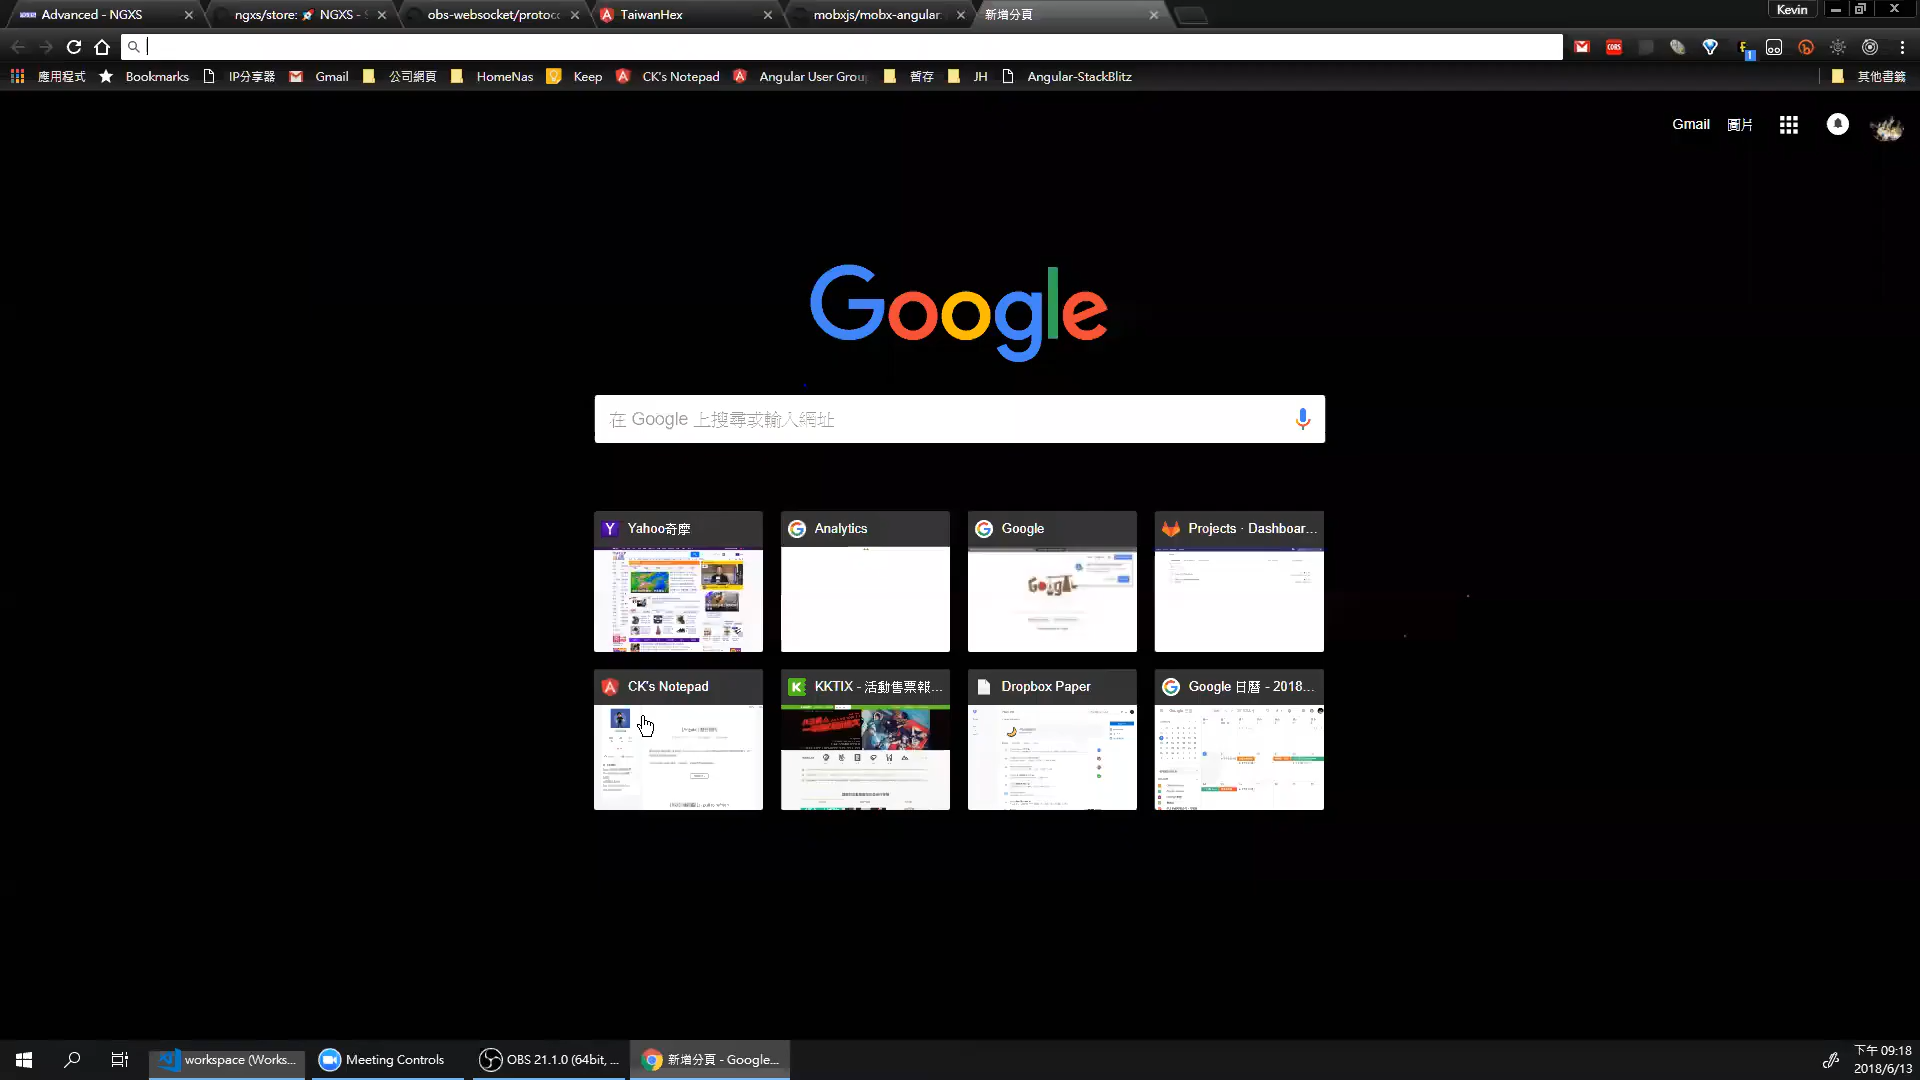 Advanced - NGXS
ngxs/store: 🚀 NGXS - S
obs-websocket/protoco
TaiwanHex
mobxjs/mobx-angular:
新增分頁
Kevin
應用程式
Bookmarks
IP分享器
Gmail
公司網頁
HomeNas
Keep
CK's Notepad
Angular User Grou
暫存
JH
Angular-StackBlitz
其他書籤
Gmail
圖片
Google
在 Google 上搜尋或輸入網址
Yahoo奇摩
Analytics
Google
Projects · Dashboar...
CK's Notepad
KKTIX - 活動售票報...
Dropbox Paper
Google 日曆 - 2018...
workspace (Works...
Meeting Controls
OBS 21.1.0 (64bit, ...
新增分頁 - Google...
下午 09:18
2018/6/13